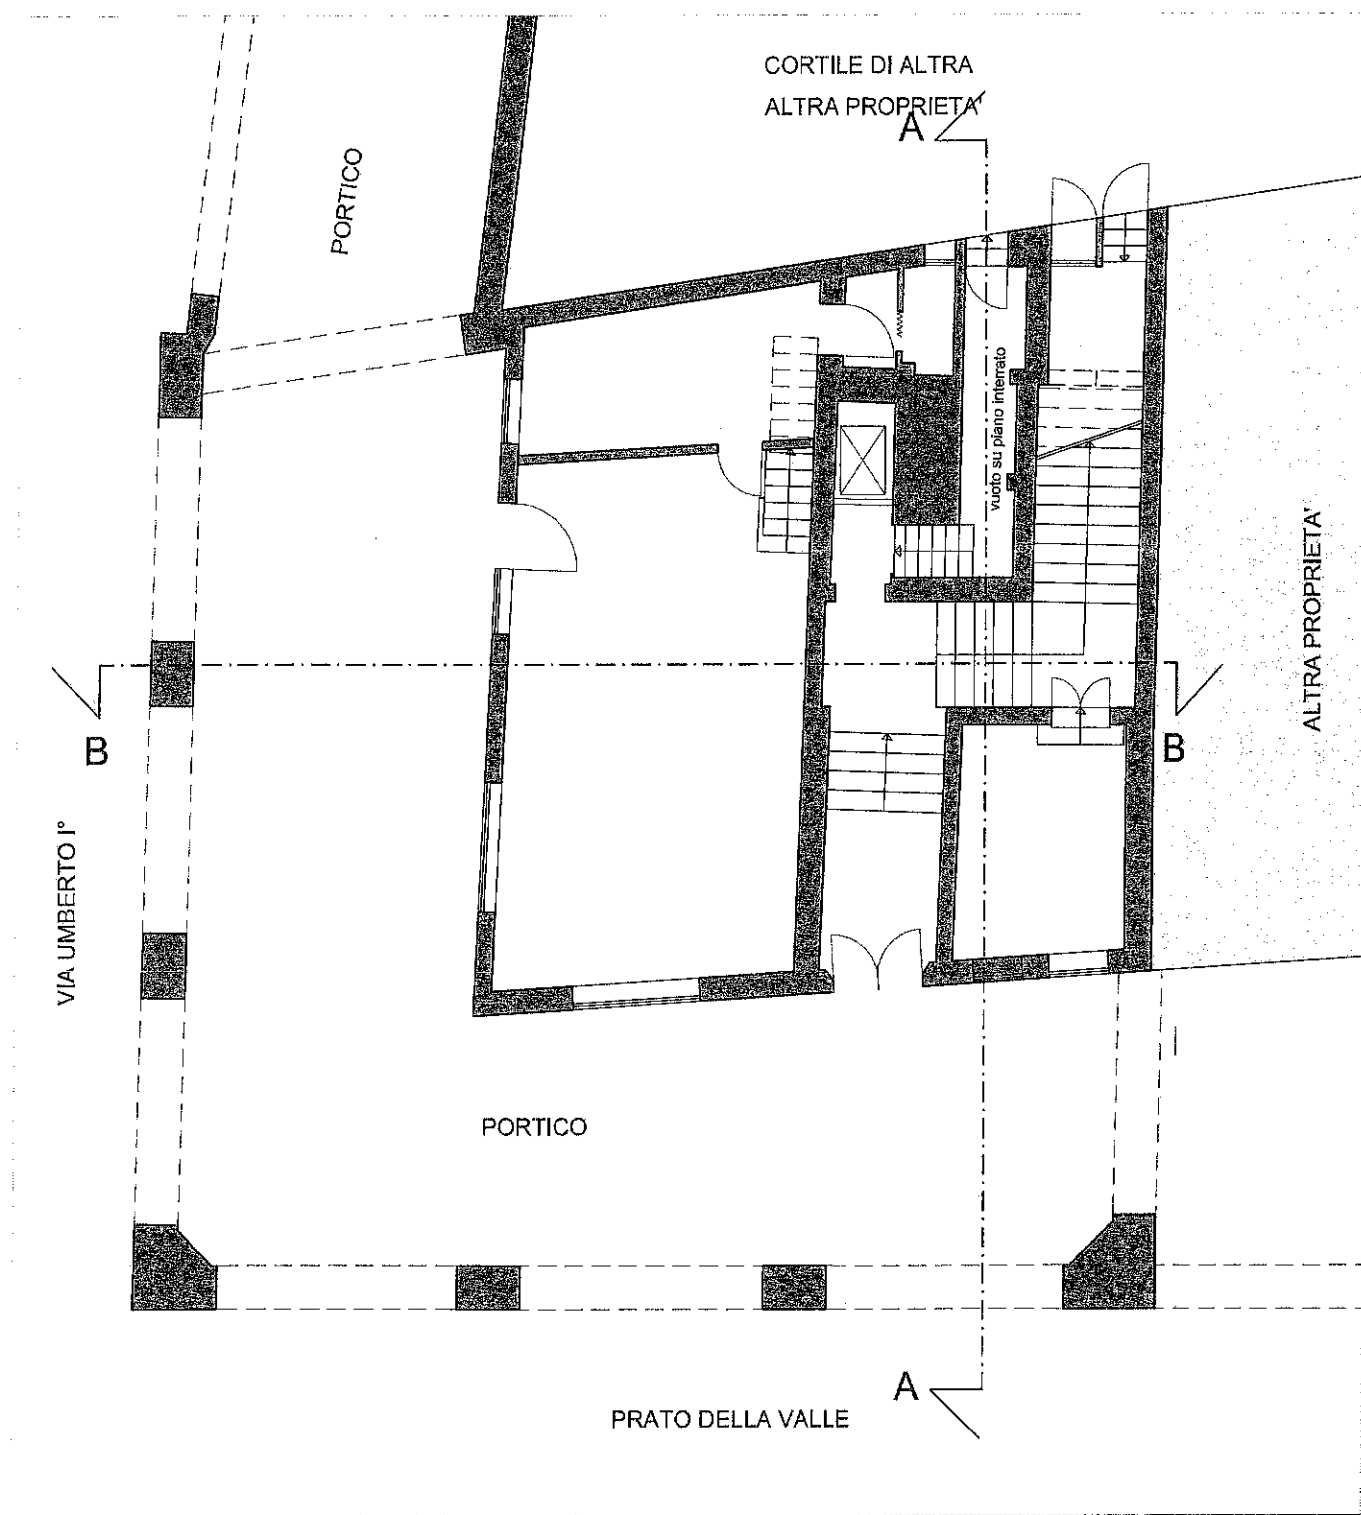 CORTILE DI ALTRA
ALTRA PROPRIETA'
A
PORTICO
vuoto su piano interrato
ALTRA PROPRIETA'
B
B
VIA UMBERTO I°
PORTICO
A
PRATO DELLA VALLE